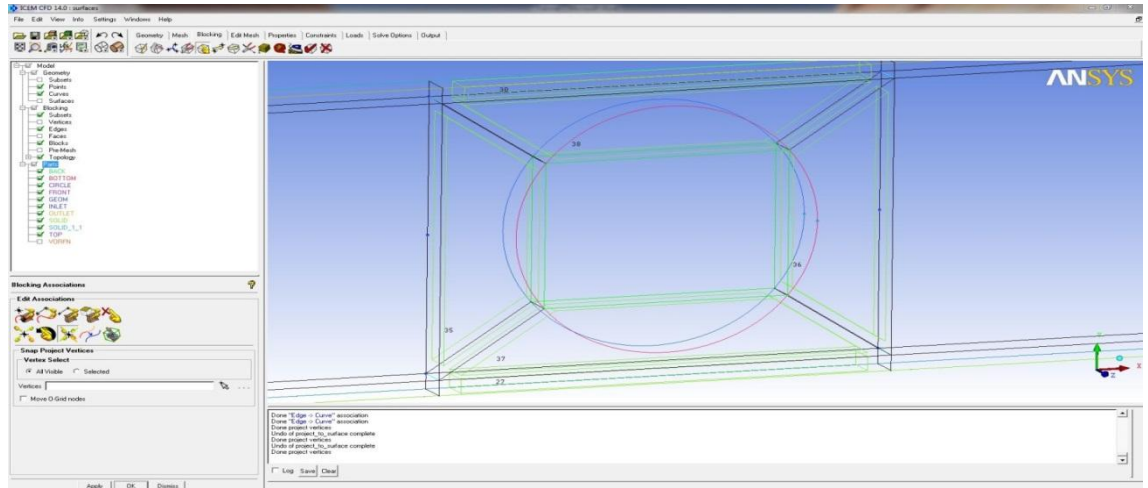 ICEM CFD 14.0 : surfaces
File Edit View Info Settings Windows Help
Geometry Mesh Blocking Edit Mesh Properties Constraints Loads Solve Options Output
Model
Geometry
Subsets
Points
Curves
Surfaces
Blocking
Subsets
Vertices
Edges
Faces
Blocks
Pre-Mesh
Topology
Parts
BACK
BOTTOM
CIRCLE
FRONT
GEOM
INLET
OUTLET
SOLID
SOLID_1_1
TOP
VORFN
ANSYS
38
38
36
35
37
22
Y
X
Z
Blocking Associations
Edit Associations
Snap Project Vertices
Vertex Select
All Visible Selected
Vertices
Move O-Grid nodes
Done "Edge -> Curve" association
Done "Edge -> Curve" association
Done project vertices
Undo of project_to_surface complete
Done project vertices
Undo of project_to_surface complete
Done project vertices
Log Save Clear
Apply OK Dismiss